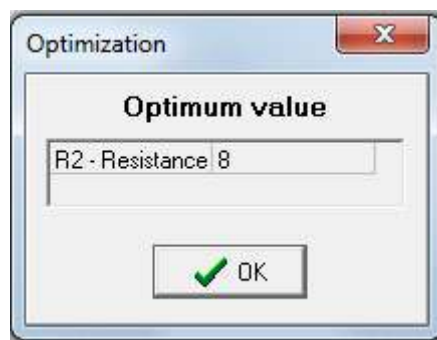 Optimization
Optimum value
R2 - Resistance 8
OK